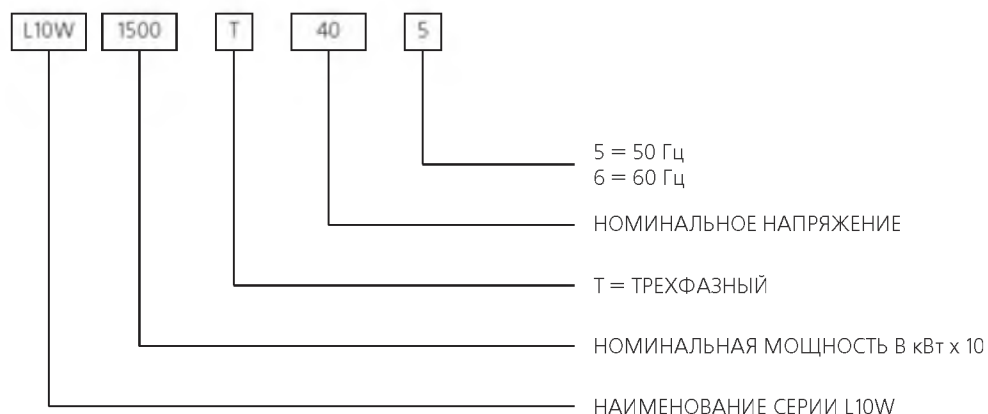 L10W 1500 T 40 5
5 = 50 Гц
6 = 60 Гц
НОМИНАЛЬНОЕ НАПРЯЖЕНИЕ
Т = ТРЕХФАЗНЫЙ
НОМИНАЛЬНАЯ МОЩНОСТЬ В кВт x 10
НАИМЕНОВАНИЕ СЕРИИ L10W